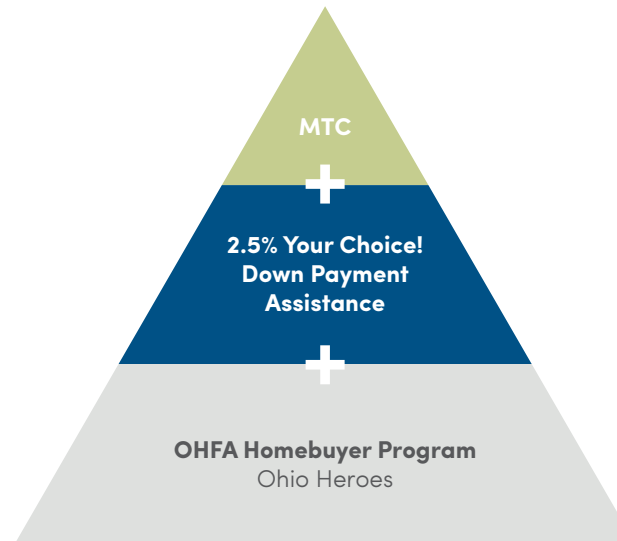 MTC
2.5% Your Choice!
Down Payment
Assistance
OHFA Homebuyer Program
Ohio Heroes